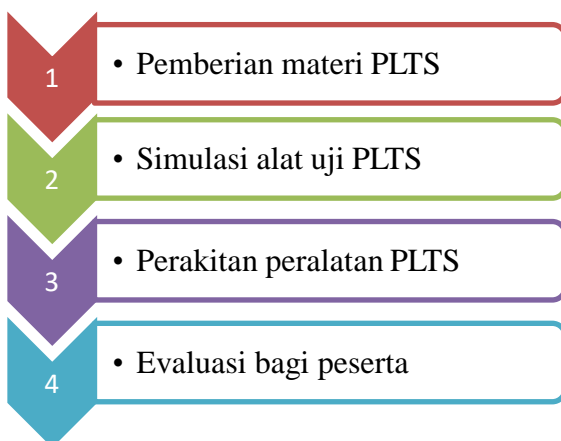 1
• Pemberian materi PLTS
2
• Simulasi alat uji PLTS
3
• Perakitan peralatan PLTS
4
• Evaluasi bagi peserta